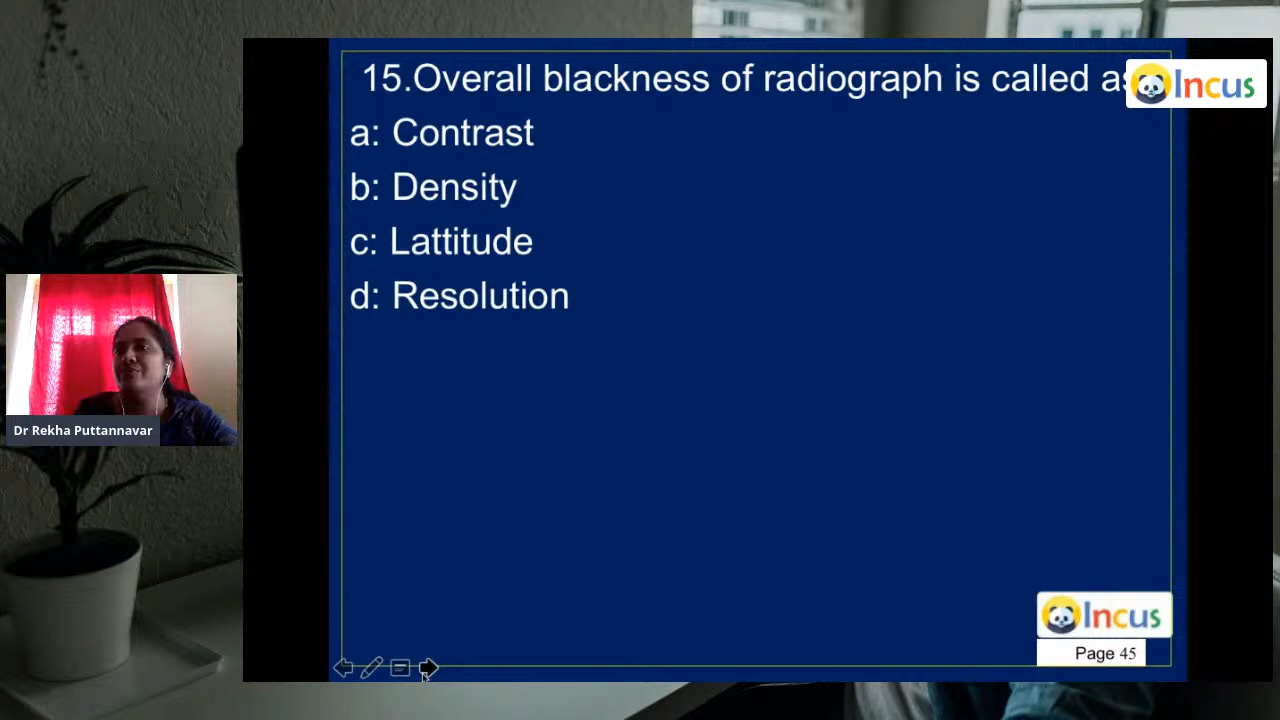 15.Overall blackness of radiograph is called as
Incus
a: Contrast
b: Density
c: Lattitude
d: Resolution
Dr Rekha Puttannavar
Incus
Page 45